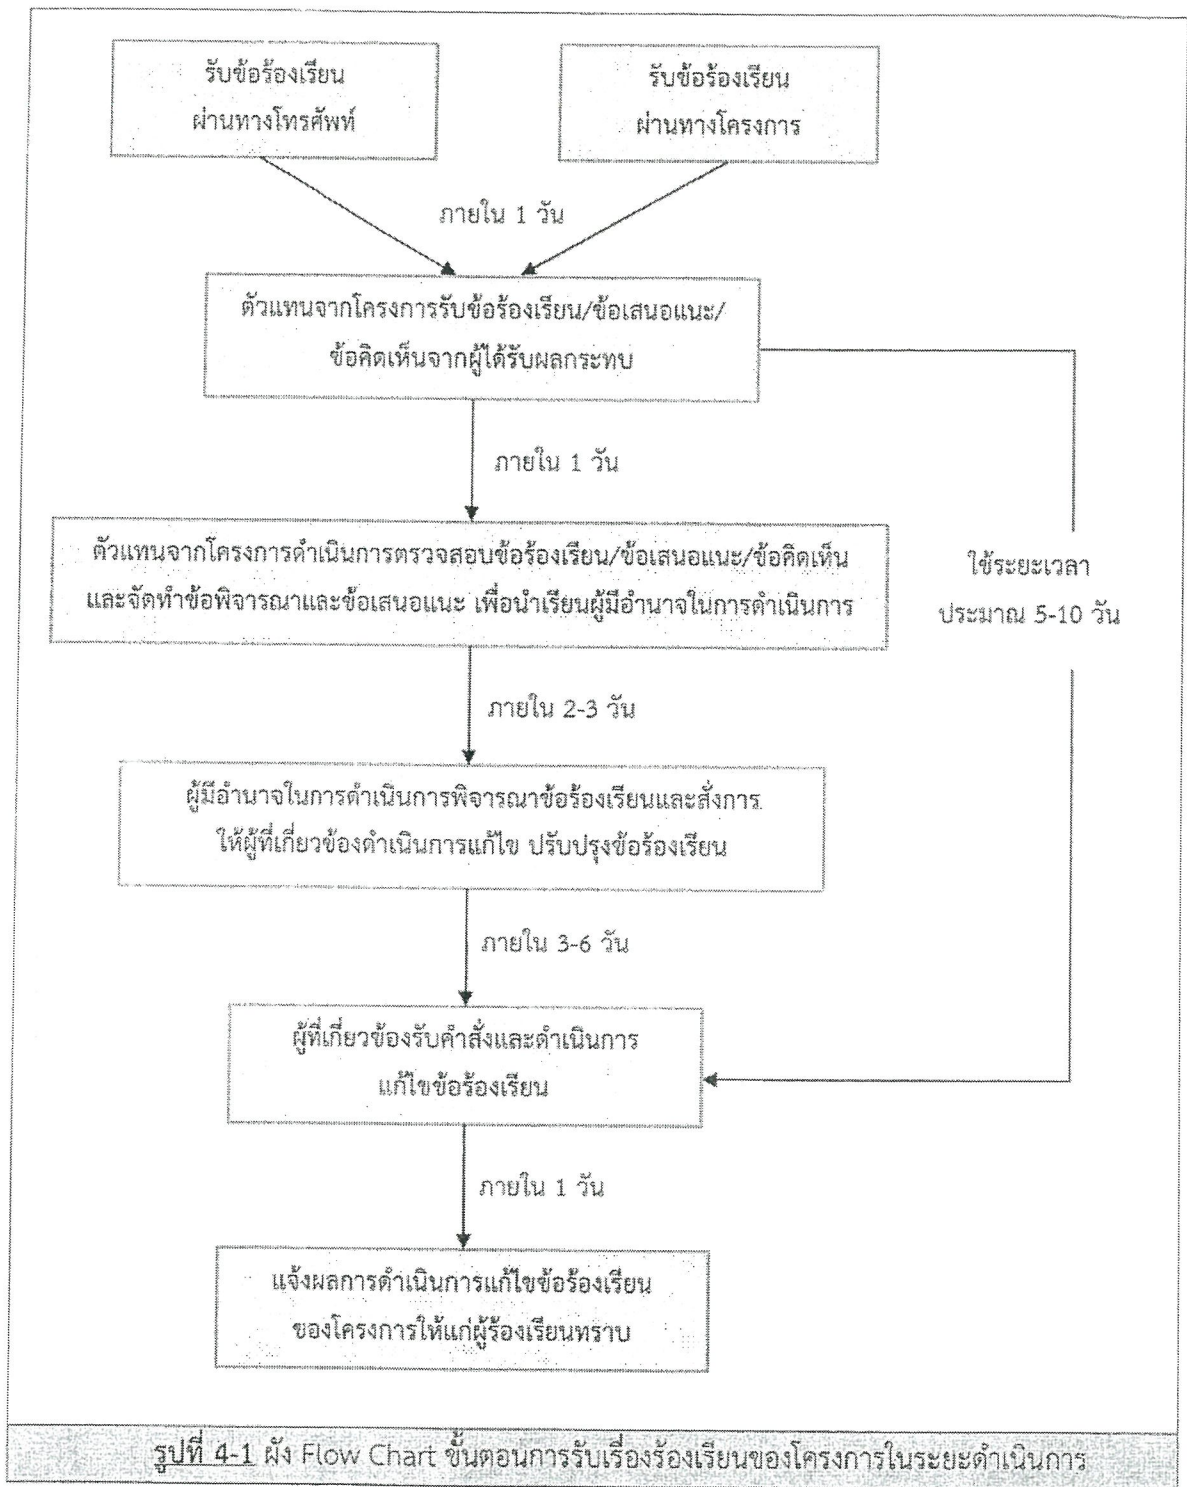 รับข้อร้องเรียน
ผ่านทางโทรศัพท์
รับข้อร้องเรียน
ผ่านทางโครงการ
ภายใน 1 วัน
ตัวแทนจากโครงการรับข้อร้องเรียน/ข้อเสนอแนะ/
ข้อคิดเห็นจากผู้ได้รับผลกระทบ
ภายใน 1 วัน
ตัวแทนจากโครงการดำเนินการตรวจสอบข้อร้องเรียน/ข้อเสนอแนะ/ข้อคิดเห็น
และจัดทำข้อพิจารณาและข้อเสนอแนะ เพื่อนำเรียนผู้มีอำนาจในการดำเนินการ
ใช้ระยะเวลา
ประมาณ 5-10 วัน
ภายใน 2-3 วัน
ผู้มีอำนาจในการดำเนินการพิจารณาข้อร้องเรียนและสั่งการ
ให้ผู้ที่เกี่ยวข้องดำเนินการแก้ไข ปรับปรุงข้อร้องเรียน
ภายใน 3-6 วัน
ผู้ที่เกี่ยวข้องรับคำสั่งและดำเนินการ
แก้ไขข้อร้องเรียน
ภายใน 1 วัน
แจ้งผลการดำเนินการแก้ไขข้อร้องเรียน
ของโครงการให้แก่ผู้ร้องเรียนทราบ
รูปที่ 4-1 ผัง Flow Chart ขั้นตอนการรับเรื่องร้องเรียนของโครงการในระยะดำเนินการ